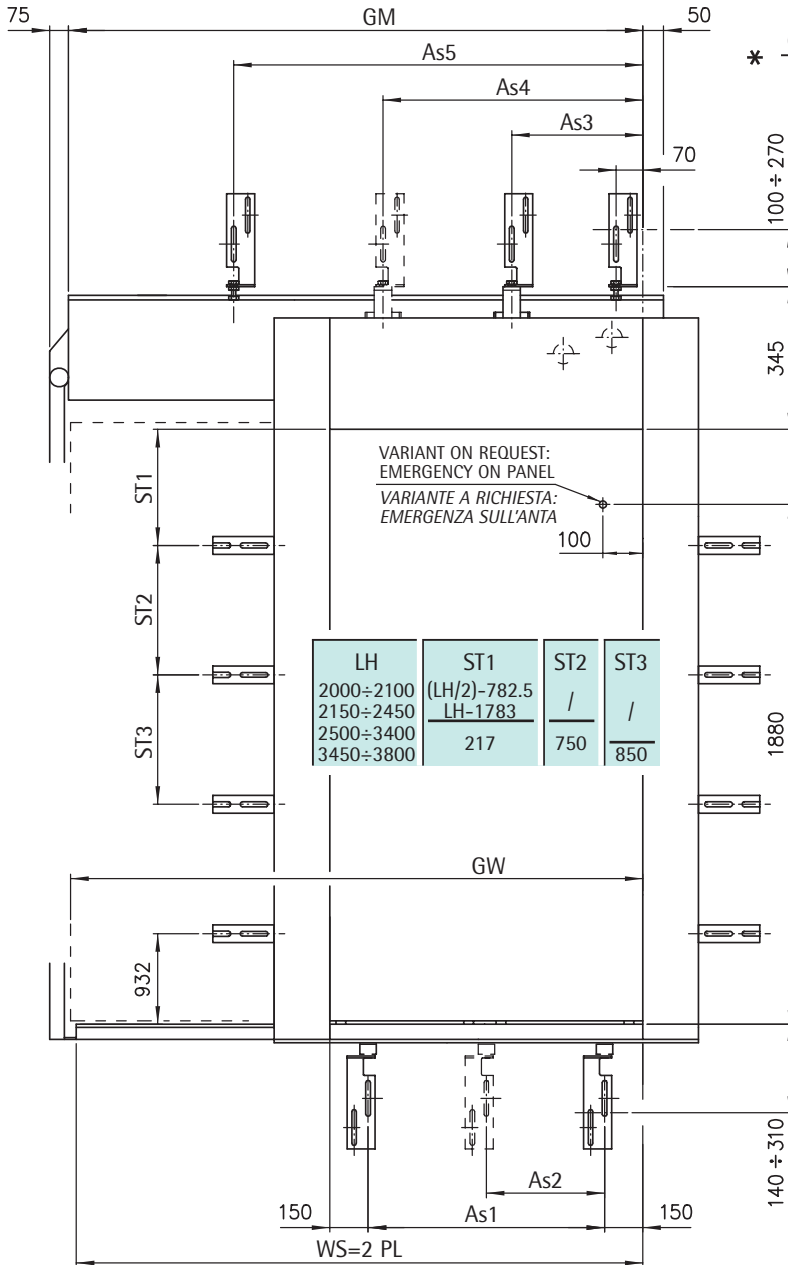 75
GM
50
As5
*
As4
As3
70
100÷270
345
VARIANT ON REQUEST:
EMERGENCY ON PANEL
VARIANTE A RICHIESTA:
EMERGENZA SULL'ANTA
100
ST1
ST2
ST3
LH ST1 ST2 ST3
2000÷2100 (LH/2)-782.5
2150÷2450 LH-1783 / /
2500÷3400 217 750
3450÷3800 850
1880
GW
932
As2
150 As1 150
140÷310
WS=2 PL